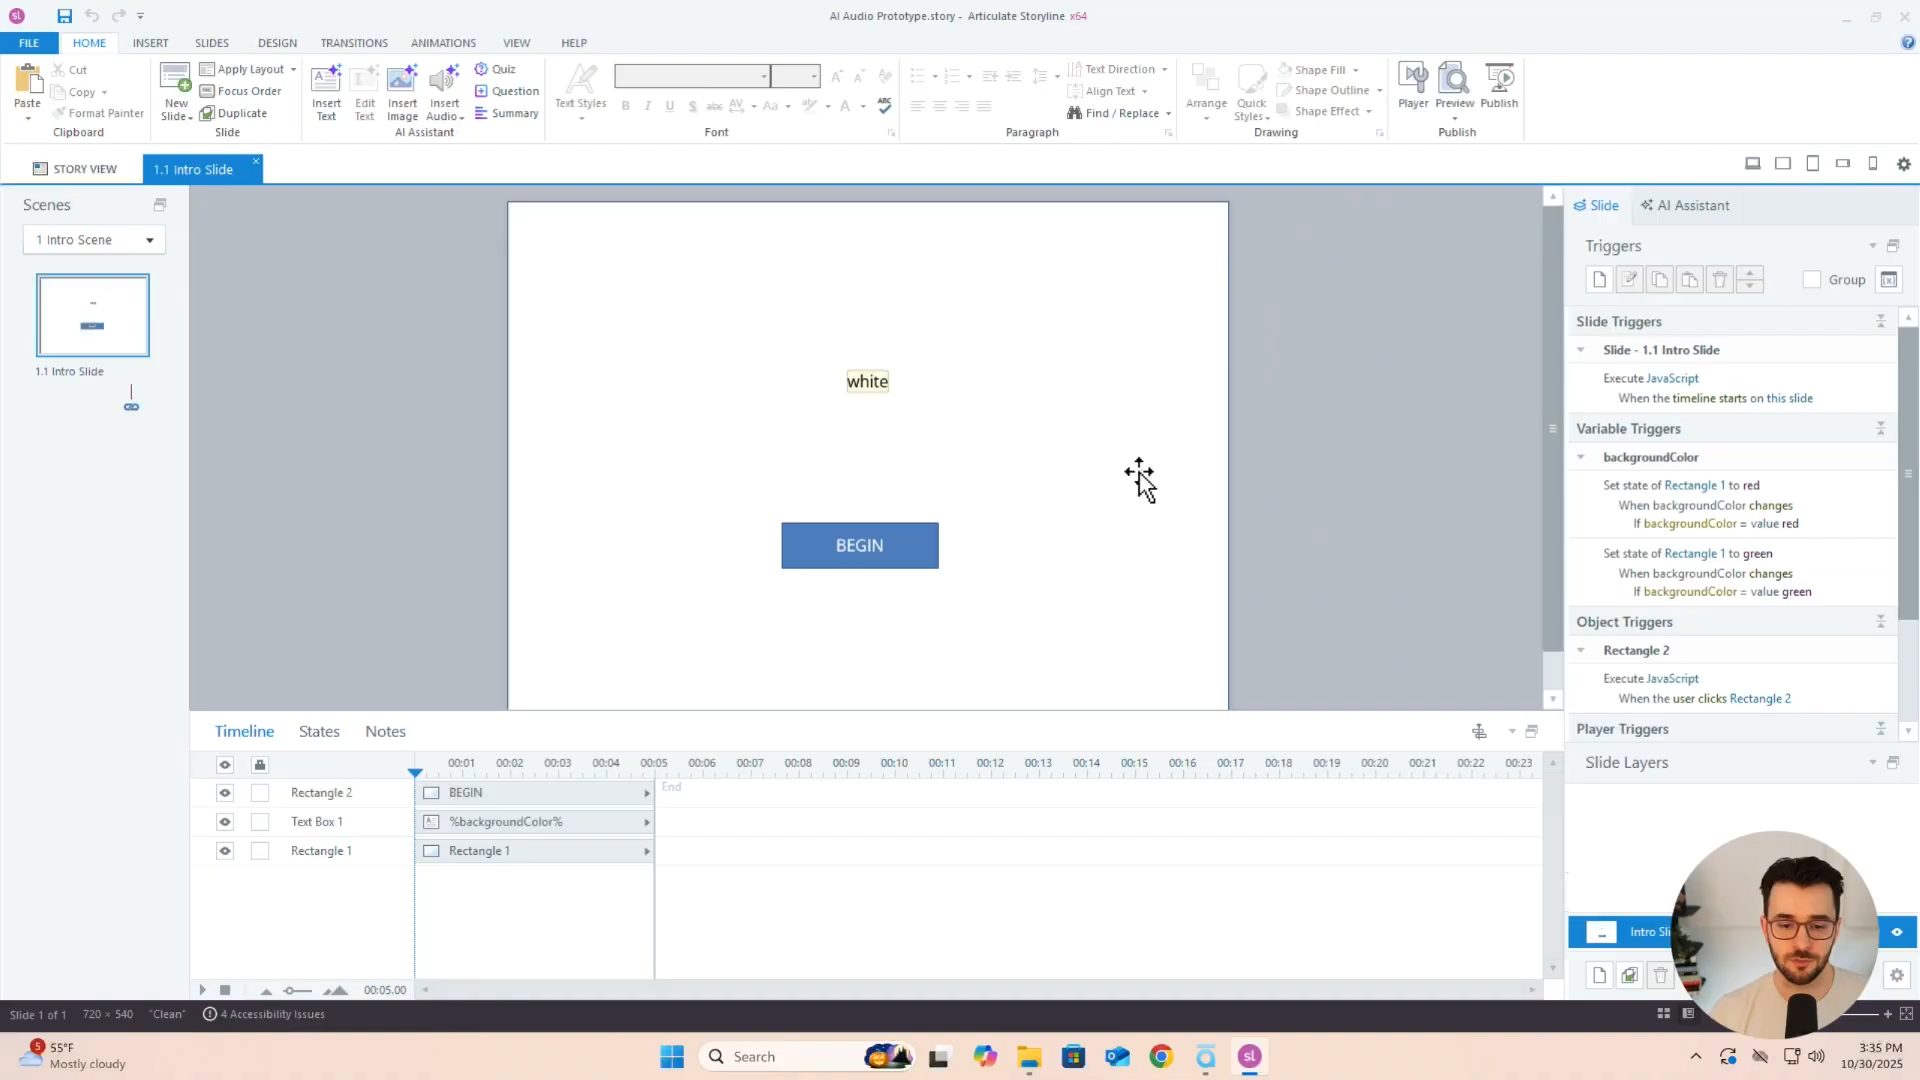 sl
AI Audio Prototype.story - Articulate Storyline x64
FILE HOME INSERT SLIDES DESIGN TRANSITIONS ANIMATIONS VIEW HELP
Paste
Cut
Copy
Format Painter
Clipboard
New Slide
Apply Layout
Focus Order
Duplicate
Slide
Insert Text
Edit Text
Insert Image
Insert Audio
Quiz
Question
Summary
AI Assistant
Text Styles
Font
Text Direction
Align Text
Find / Replace
Paragraph
Arrange
Quick Styles
Shape Fill
Shape Outline
Shape Effect
Drawing
Player
Preview
Publish
Publish
STORY VIEW
1.1 Intro Slide
Scenes
1 Intro Scene
1.1 Intro Slide
white
BEGIN
Slide
AI Assistant
Triggers
Group
Slide Triggers
Slide - 1.1 Intro Slide
Execute JavaScript
When the timeline starts on this slide
Variable Triggers
backgroundColor
Set state of Rectangle 1 to red
When backgroundColor changes
If backgroundColor = value red
Set state of Rectangle 1 to green
When backgroundColor changes
If backgroundColor = value green
Object Triggers
Rectangle 2
Execute JavaScript
When the user clicks Rectangle 2
Player Triggers
Slide Layers
Intro Sli
Timeline States Notes
00:01 00:02 00:03 00:04 00:05 00:06 00:07 00:08 00:09 00:10 00:11 00:12 00:13 00:14 00:15 00:16 00:17 00:18 00:19 00:20 00:21 00:22 00:23
Rectangle 2 BEGIN End
Text Box 1 %backgroundColor%
Rectangle 1 Rectangle 1
00:05.00
Slide 1 of 1 720 × 540 "Clean" 4 Accessibility Issues
5
55°F
Mostly cloudy
Search
sl
3:35 PM
10/30/2025